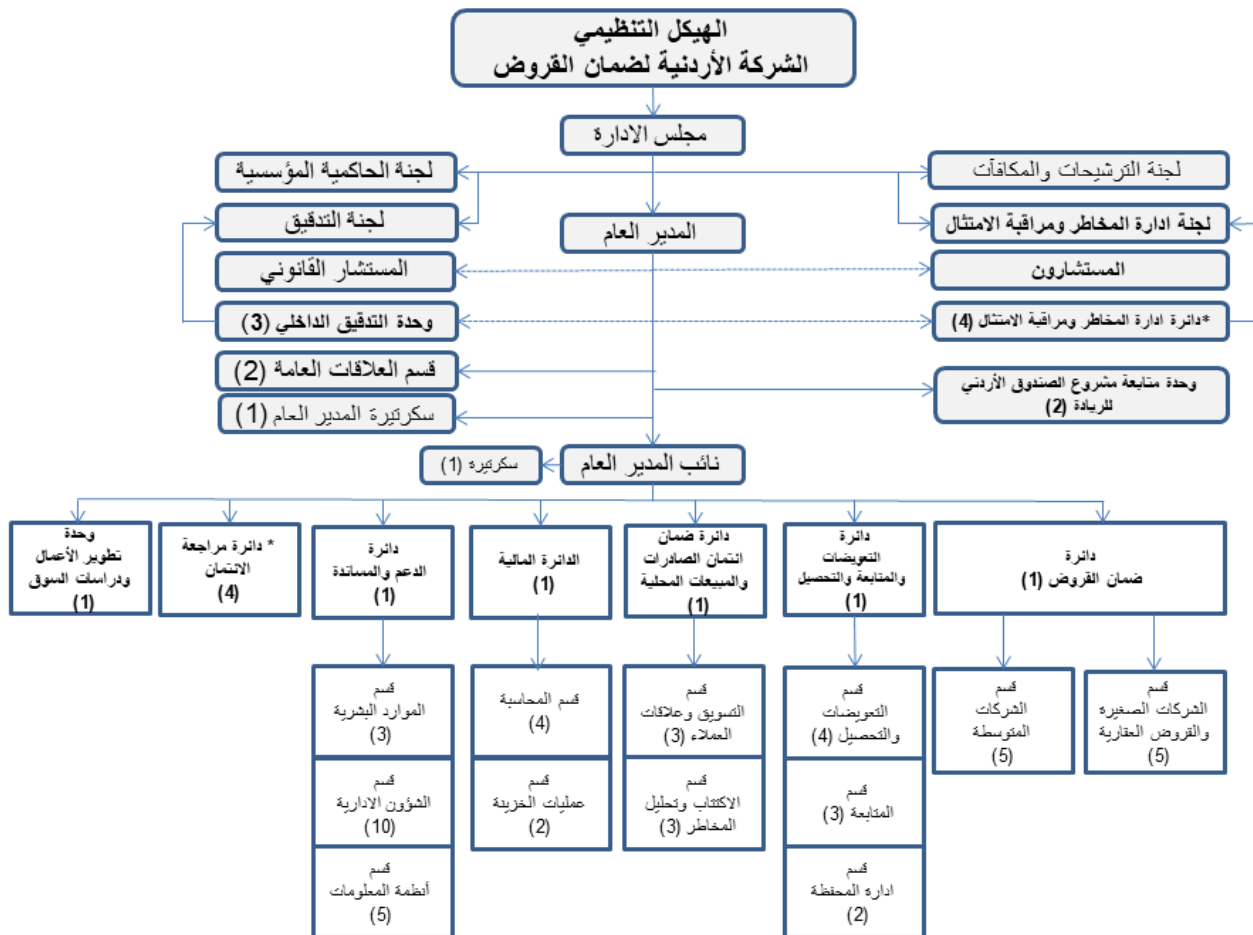 الهيكل التنظيمي
الشركة الأردنية لضمان القروض
مجلس الادارة
لجنة الترشيحات والمكافآت
لجنة الحاكمية المؤسسية
لجنة ادارة المخاطر ومراقبة الامتثال
المدير العام
لجنة التدقيق
المستشارون
المستشار القانوني
*دائرة ادارة المخاطر ومراقبة الامتثال (4)
وحدة التدقيق الداخلي (3)
قسم العلاقات العامة (2)
وحدة متابعة مشروع الصندوق الأردني
للريادة (2)
سكرتيرة المدير العام (1)
نائب المدير العام
سكرتيرة (1)
دائرة
ضمان القروض (1)
دائرة
التعويضات
والمتابعة والتحصيل
(1)
دائرة ضمان
ائتمان الصادرات
والمبيعات المحلية
(1)
الدائرة المالية
(1)
دائرة
الدعم والمساندة
(1)
* دائرة مراجعة
الائتمان
(4)
وحدة
تطوير الأعمال
ودراسات السوق
(1)
قسم
الشركات الصغيرة
والقروض العقارية
(5)
قسم
الشركات
المتوسطة
(5)
قسم
التعويضات
والتحصيل (4)
قسم
التسويق وعلاقات
العملاء (3)
قسم المحاسبة
(4)
قسم
الموارد البشرية
(3)
قسم
المتابعة (3)
قسم
الاكتتاب وتحليل
المخاطر (3)
قسم
عمليات الخزينة
(2)
قسم
الشؤون الادارية
(10)
قسم
ادارة المحفظة
(2)
قسم
أنظمة المعلومات
(5)